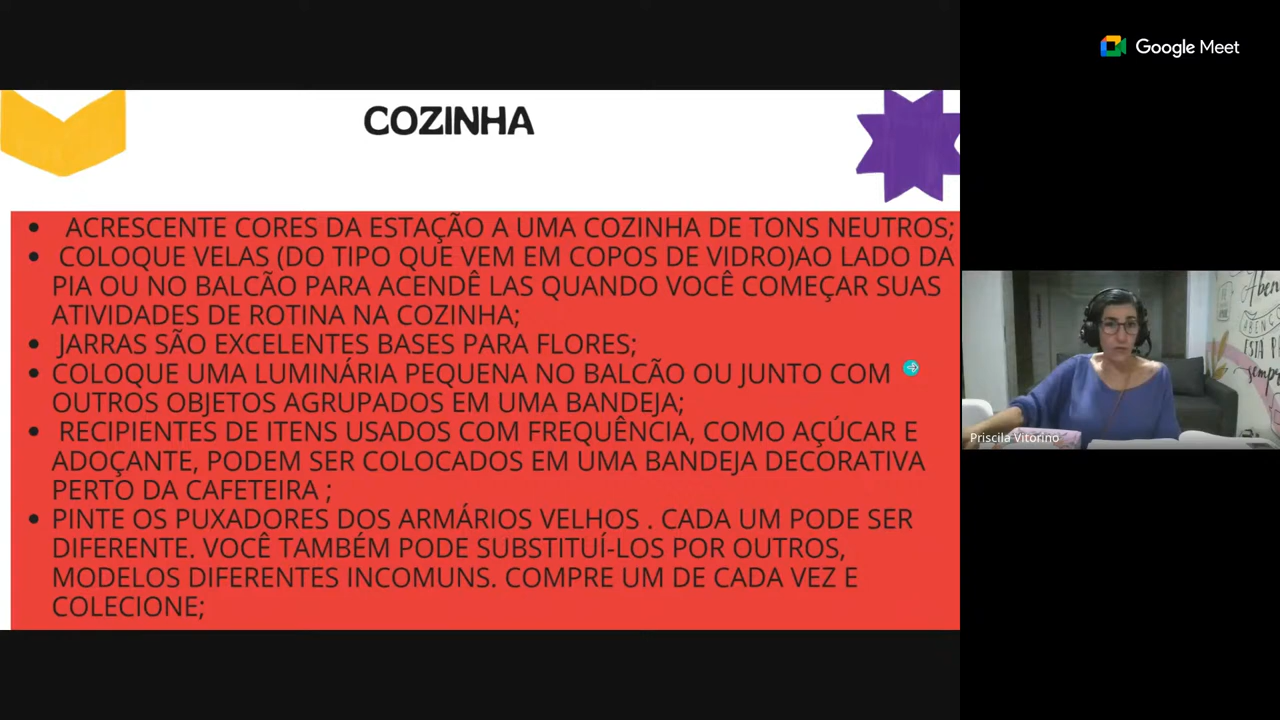 Google Meet
COZINHA
• ACRESCENTE CORES DA ESTAÇÃO A UMA COZINHA DE TONS NEUTROS;
• COLOQUE VELAS (DO TIPO QUE VEM EM COPOS DE VIDRO)AO LADO DA
PIA OU NO BALCÃO PARA ACENDÊ LAS QUANDO VOCÊ COMEÇAR SUAS
ATIVIDADES DE ROTINA NA COZINHA;
• JARRAS SÃO EXCELENTES BASES PARA FLORES;
• COLOQUE UMA LUMINÁRIA PEQUENA NO BALCÃO OU JUNTO COM
OUTROS OBJETOS AGRUPADOS EM UMA BANDEJA;
• RECIPIENTES DE ITENS USADOS COM FREQUÊNCIA, COMO AÇÚCAR E
ADOÇANTE, PODEM SER COLOCADOS EM UMA BANDEJA DECORATIVA
PERTO DA CAFETEIRA ;
• PINTE OS PUXADORES DOS ARMÁRIOS VELHOS . CADA UM PODE SER
DIFERENTE. VOCÊ TAMBÉM PODE SUBSTITUÍ-LOS POR OUTROS,
MODELOS DIFERENTES INCOMUNS. COMPRE UM DE CADA VEZ E
COLECIONE;
Priscila Vitorino